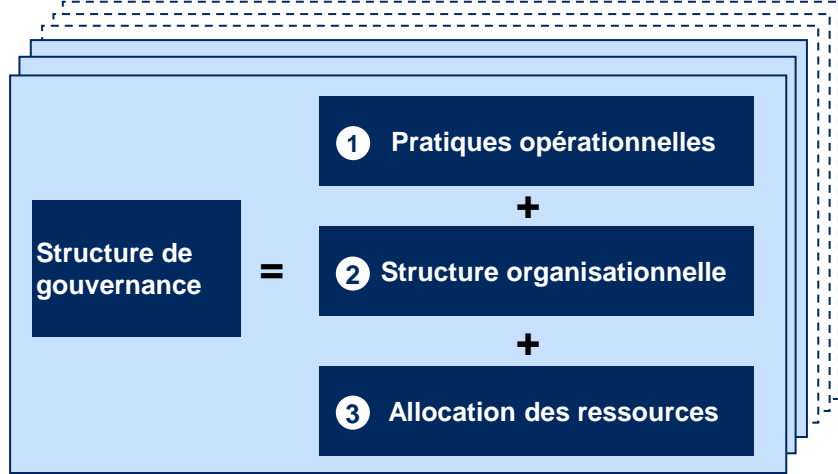 1 Pratiques opérationnelles
+
Structure de
gouvernance
=
2 Structure organisationnelle
+
3 Allocation des ressources